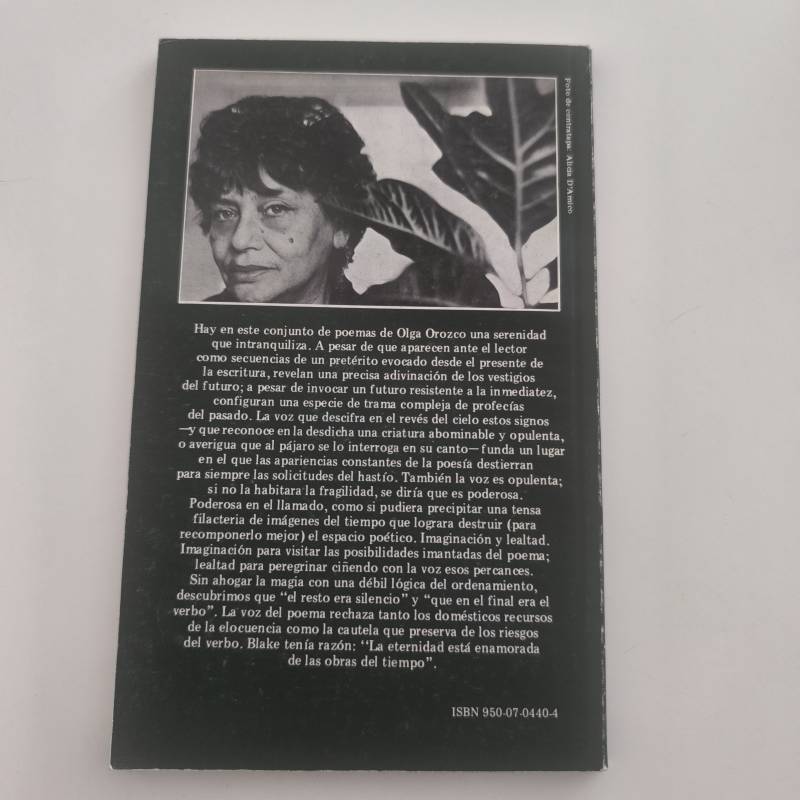 Foto de contratapa: Alicia D'Amico
Hay en este conjunto de poemas de Olga Orozco una serenidad
que intranquiliza. A pesar de que aparecen ante el lector
como secuencias de un pretérito evocado desde el presente de
la escritura, revelan una precisa adivinación de los vestigios
del futuro; a pesar de invocar un futuro resistente a la inmediatez,
configuran una especie de trama compleja de profecías
del pasado. La voz que descifra en el revés del cielo estos signos
—y que reconoce en la desdicha una criatura abominable y opulenta,
o averigua que al pájaro se lo interroga en su canto— funda un lugar
en el que las apariencias constantes de la poesía destierran
para siempre las solicitudes del hastío. También la voz es opulenta;
si no la habitara la fragilidad, se diría que es poderosa.
Poderosa en el llamado, como si pudiera precipitar una tensa
filacteria de imágenes del tiempo que lograra destruir (para
recomponerlo mejor) el espacio poético. Imaginación y lealtad.
Imaginación para visitar las posibilidades imantadas del poema;
lealtad para peregrinar ciñendo con la voz esos percances.
Sin ahogar la magia con una débil lógica del ordenamiento,
descubrimos que "el resto era silencio" y "que en el final era el
verbo". La voz del poema rechaza tanto los domésticos recursos
de la elocuencia como la cautela que preserva de los riesgos
del verbo. Blake tenía razón: "La eternidad está enamorada
de las obras del tiempo".
ISBN 950-07-0440-4